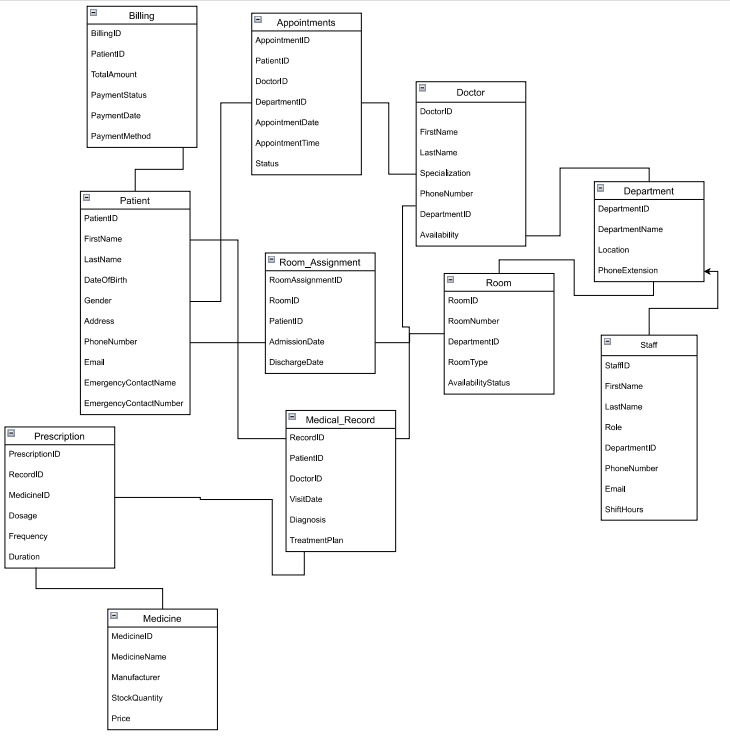 Billing
BillingID
PatientID
TotalAmount
PaymentStatus
PaymentDate
PaymentMethod
Appointments
AppointmentID
PatientID
DoctorID
DepartmentID
AppointmentDate
AppointmentTime
Status
Doctor
DoctorID
FirstName
LastName
Specialization
PhoneNumber
DepartmentID
Availability
Department
DepartmentID
DepartmentName
Location
PhoneExtension
Patient
PatientID
FirstName
LastName
DateOfBirth
Gender
Address
PhoneNumber
Email
EmergencyContactName
EmergencyContactNumber
Room_Assignment
RoomAssignmentID
RoomID
PatientID
AdmissionDate
DischargeDate
Room
RoomID
RoomNumber
DepartmentID
RoomType
AvailabilityStatus
Staff
StaffID
FirstName
LastName
Role
DepartmentID
PhoneNumber
Email
ShiftHours
Medical_Record
RecordID
PatientID
DoctorID
VisitDate
Diagnosis
TreatmentPlan
Prescription
PrescriptionID
RecordID
MedicineID
Dosage
Frequency
Duration
Medicine
MedicineID
MedicineName
Manufacturer
StockQuantity
Price